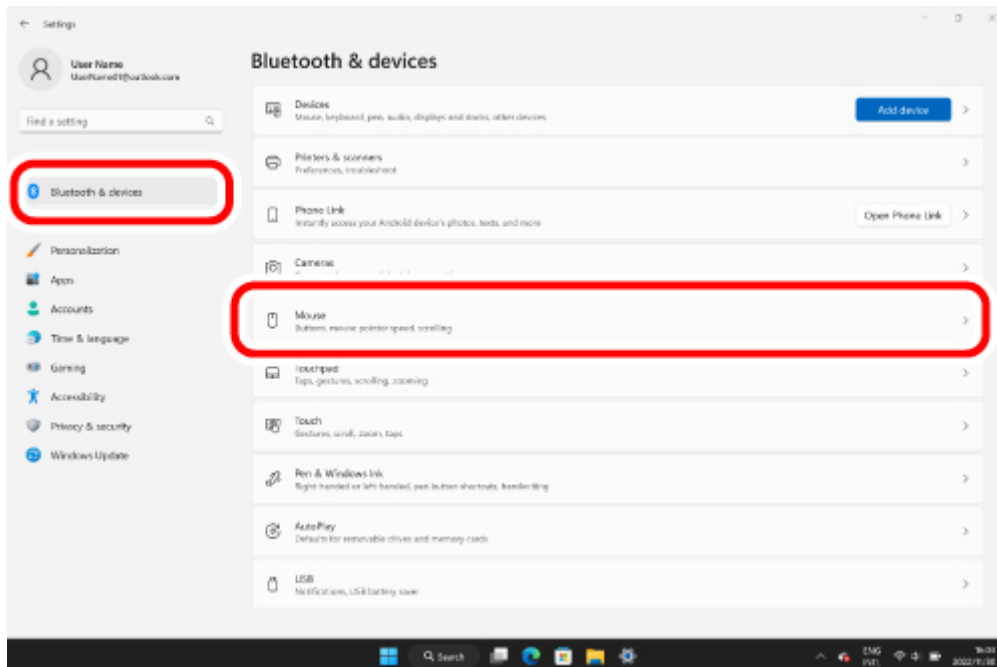 Settings
User Name
Find a setting
Bluetooth & devices
Personalization
Apps
Accounts
Time & language
Gaming
Accessibility
Privacy & security
Windows Update
Bluetooth & devices
Devices
Mouse, keyboard, pen, audio, displays and docks, other devices
Add device
Printers & scanners
Preferences, troubleshoot
Phone Link
Instantly access your Android device's photos, texts, and more
Open Phone Link
Cameras
Mouse
Buttons, mouse pointer speed, scrolling
Touchpad
Taps, gestures, scrolling, zooming
Touch
Gestures, scroll, zoom, taps
Pen & Windows Ink
Right-handed or left-handed, pen button shortcuts, handwriting
AutoPlay
Defaults for removable drives and memory cards
USB
Notifications, USB battery saver
Search
ENG
INTL